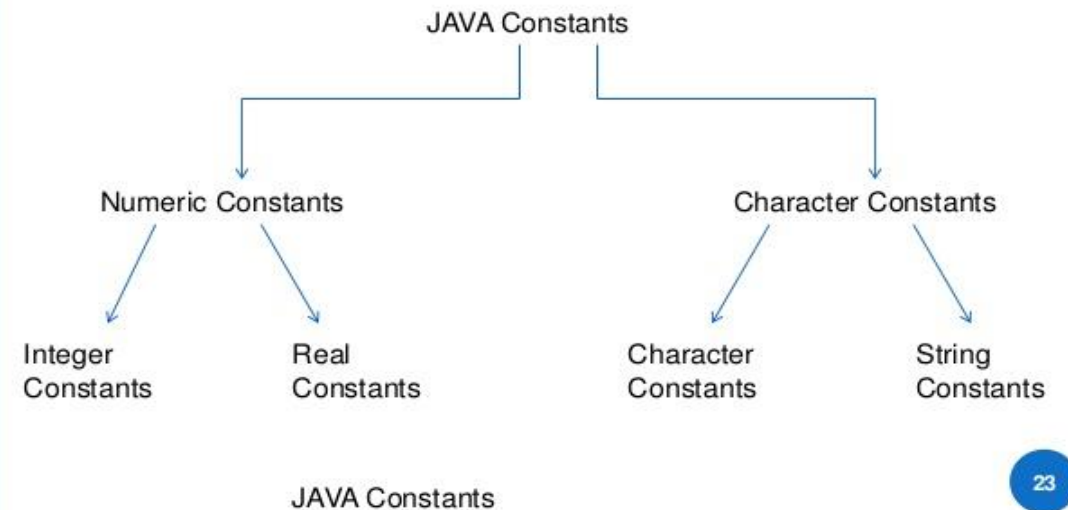 JAVA Constants
Numeric Constants
Character Constants
Integer
Constants
Real
Constants
Character
Constants
String
Constants
JAVA Constants
23